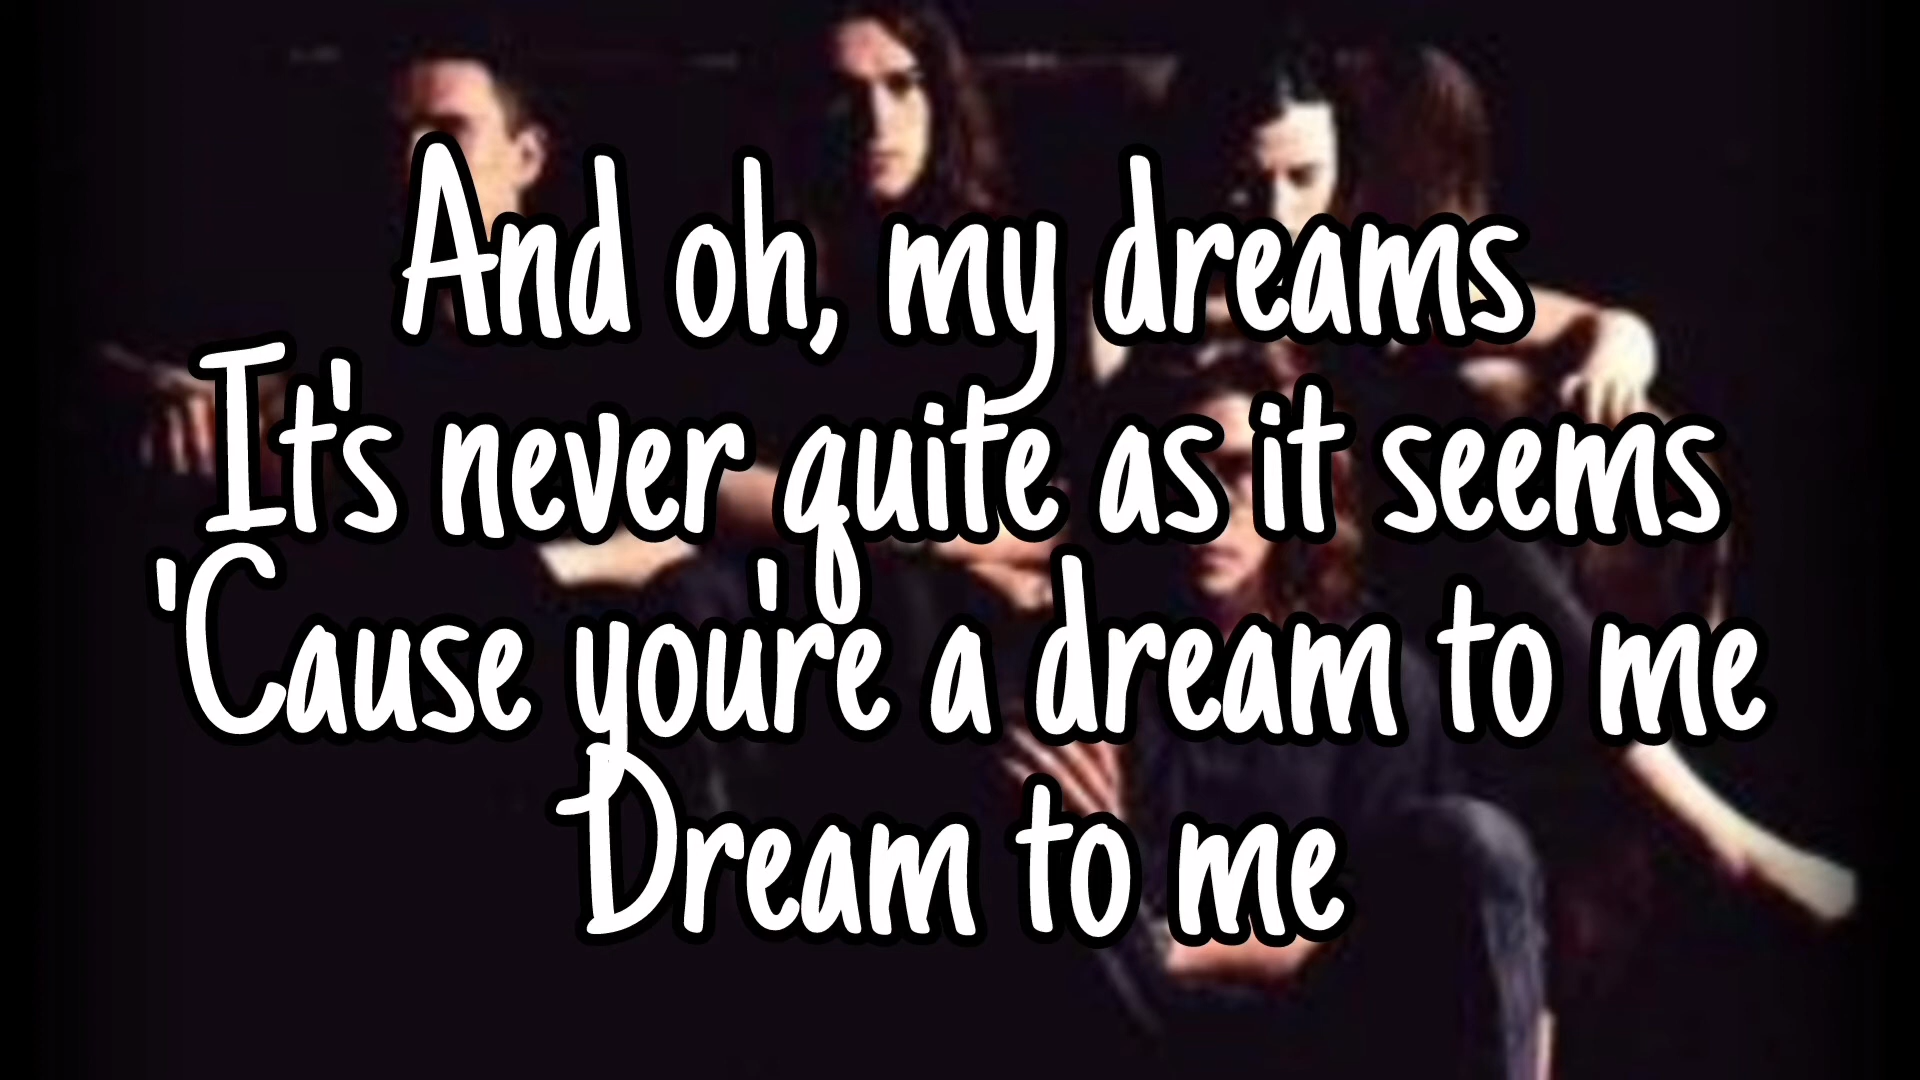 And oh, my dreams
It's never quite as it seems
'Cause you're a dream to me
Dream to me